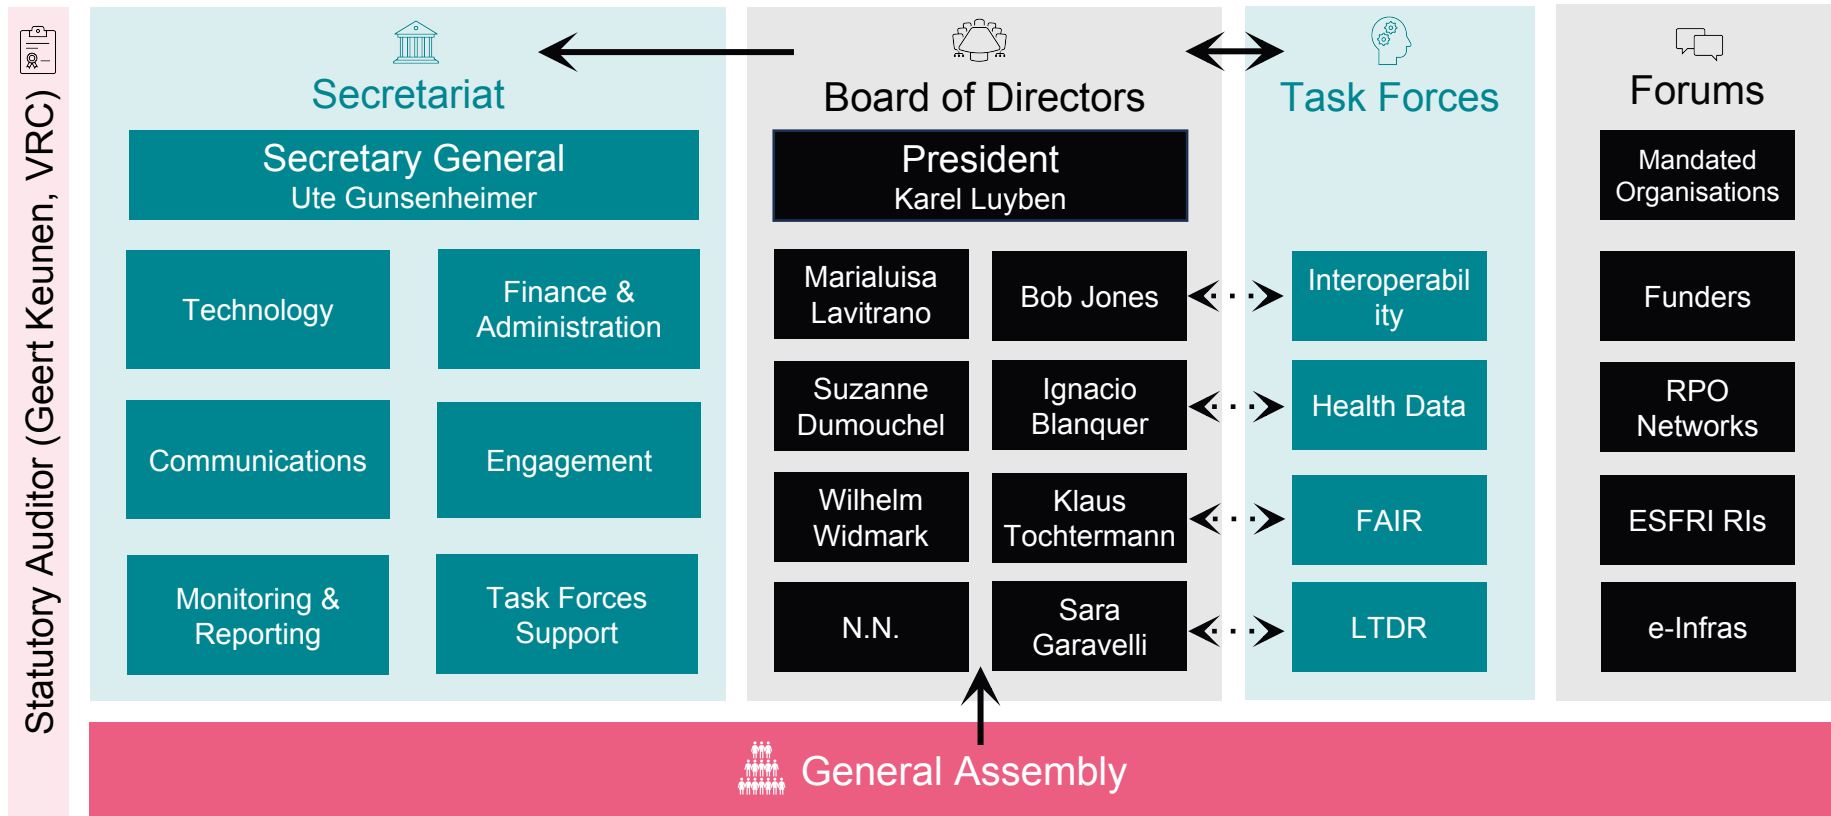 Statutory Auditor (Geert Keunen, VRC)
Secretariat
Secretary General
Ute Gunsenheimer
Technology
Finance &
Administration
Communications
Engagement
Monitoring &
Reporting
Task Forces
Support
Board of Directors
President
Karel Luyben
Marialuisa
Lavitrano
Bob Jones
Suzanne
Dumouchel
Ignacio
Blanquer
Wilhelm
Widmark
Klaus
Tochtermann
N.N.
Sara
Garavelli
Task Forces
Interoperabil
ity
Health Data
FAIR
LTDR
Forums
Mandated
Organisations
Funders
RPO
Networks
ESFRI RIs
e-Infras
General Assembly